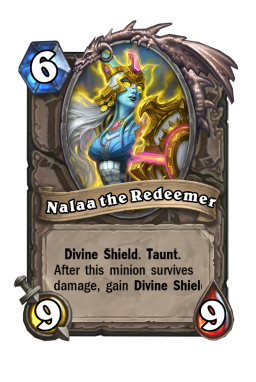 6
Nalaa the Redeemer
Divine Shield. Taunt.
After this minion survives
damage, gain Divine Shiel
9
9